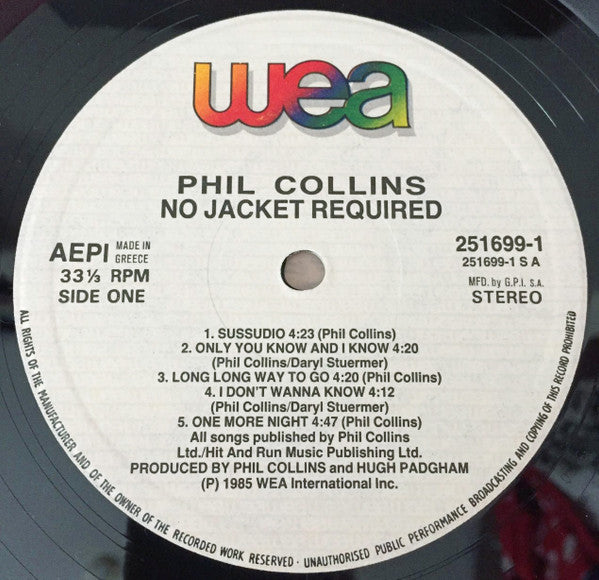 wea
PHIL COLLINS
NO JACKET REQUIRED
AEPI MADE IN GREECE
33⅓ RPM
SIDE ONE
251699-1
251699-1 S A
MFD. by G.P.I. S.A.
STEREO
1. SUSSUDIO 4:23 (Phil Collins)
2. ONLY YOU KNOW AND I KNOW 4:20
(Phil Collins/Daryl Stuermer)
3. LONG LONG WAY TO GO 4:20 (Phil Collins)
4. I DON'T WANNA KNOW 4:12
(Phil Collins/Daryl Stuermer)
5. ONE MORE NIGHT 4:47 (Phil Collins)
All songs published by Phil Collins
Ltd./Hit And Run Music Publishing Ltd.
PRODUCED BY PHIL COLLINS and HUGH PADGHAM
(P) 1985 WEA International Inc.
ALL RIGHTS OF THE MANUFACTURER AND OF THE OWNER OF THE RECORDED WORK RESERVED · UNAUTHORISED PUBLIC PERFORMANCE BROADCASTING AND COPYING OF THIS RECORD PROHIBITED